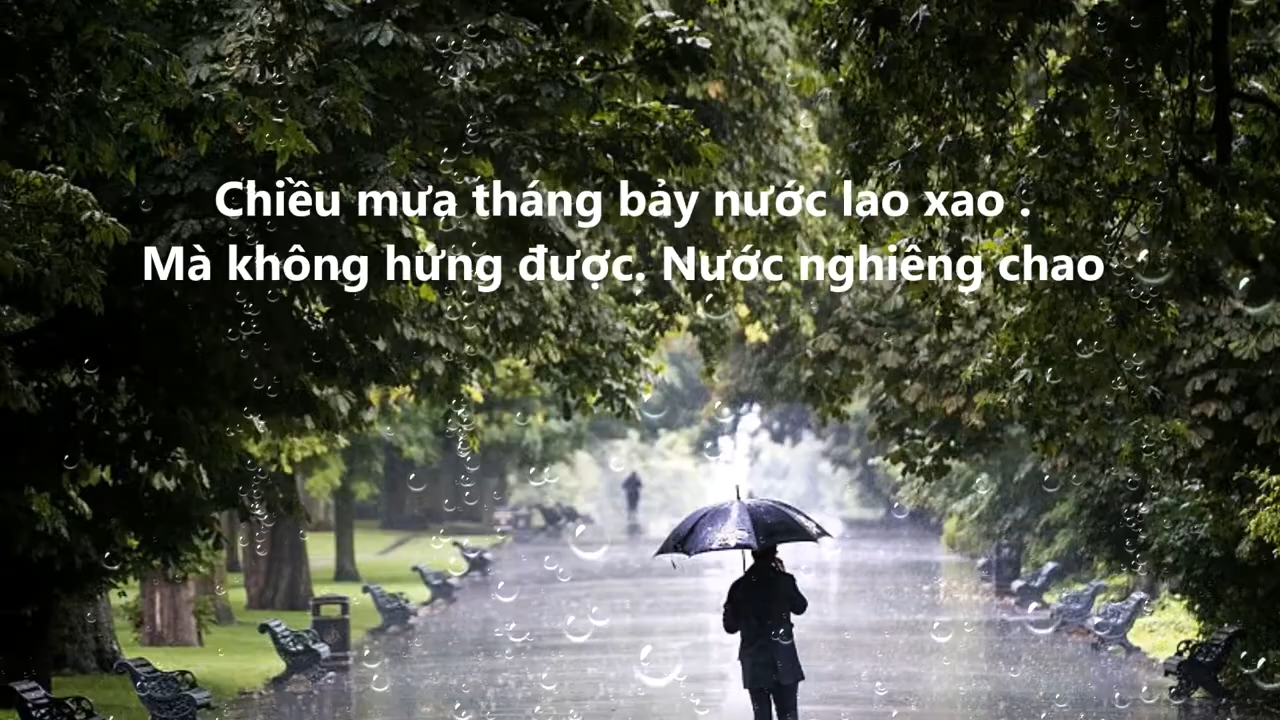 Chiều mưa tháng bảy nước lao xao .
Mà không hứng được. Nước nghiêng chao